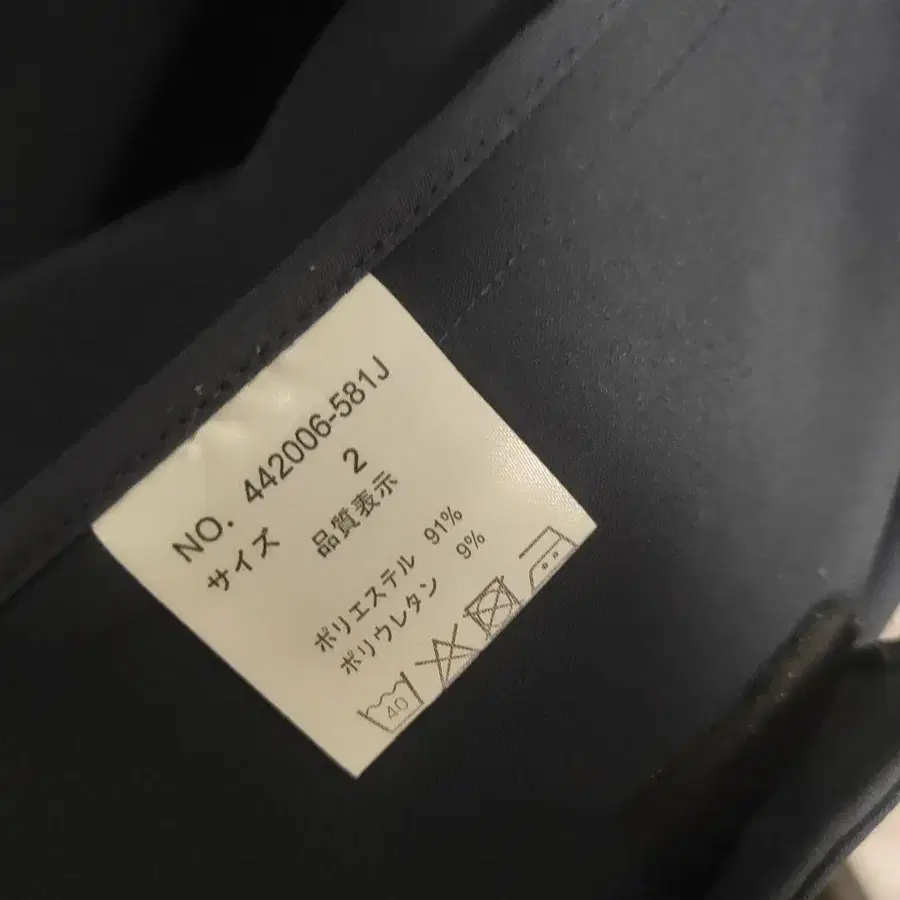 NO. 442006-581J
サイズ 2
品質表示
ポリエステル 91%
ポリウレタン 9%
40